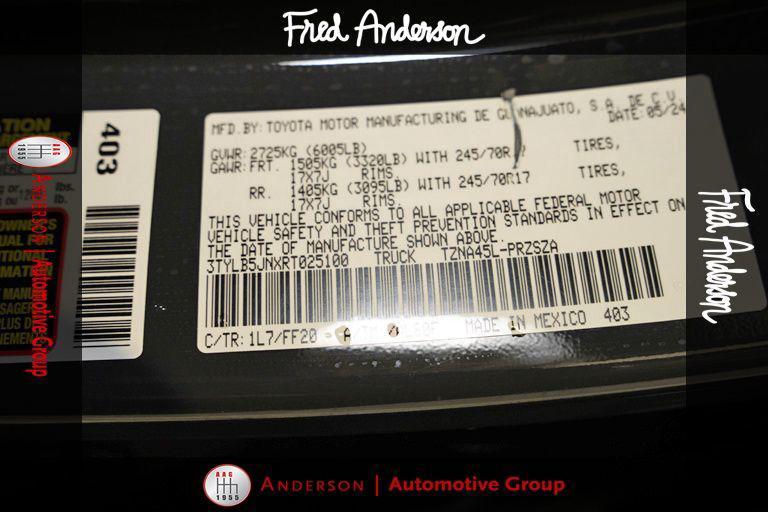 Fred Anderson
MFD.BY: TOYOTA MOTOR MANUFACTURING DE GUANAJUATO, S.A. DE C.V.
DATE: 05/24
GVWR: 2725KG (6005LB)
GAWR: FRT. 1505KG (3320LB) WITH 245/70R17 TIRES,
17X7J RIMS.
RR. 1405KG (3095LB) WITH 245/70R17 TIRES,
17X7J RIMS.
THIS VEHICLE CONFORMS TO ALL APPLICABLE FEDERAL MOTOR
VEHICLE SAFETY AND THEFT PREVENTION STANDARDS IN EFFECT ON
THE DATE OF MANUFACTURE SHOWN ABOVE.
3TYLB5JNXRT025100 TRUCK TZNA45L-PRZSZA
C/TR: 1L7/FF20
MADE IN MEXICO 403
403
lbs.
lb.
AAG
1955
ANDERSON | Automotive Group
Fred Anderson
AAG
1955
ANDERSON | Automotive Group